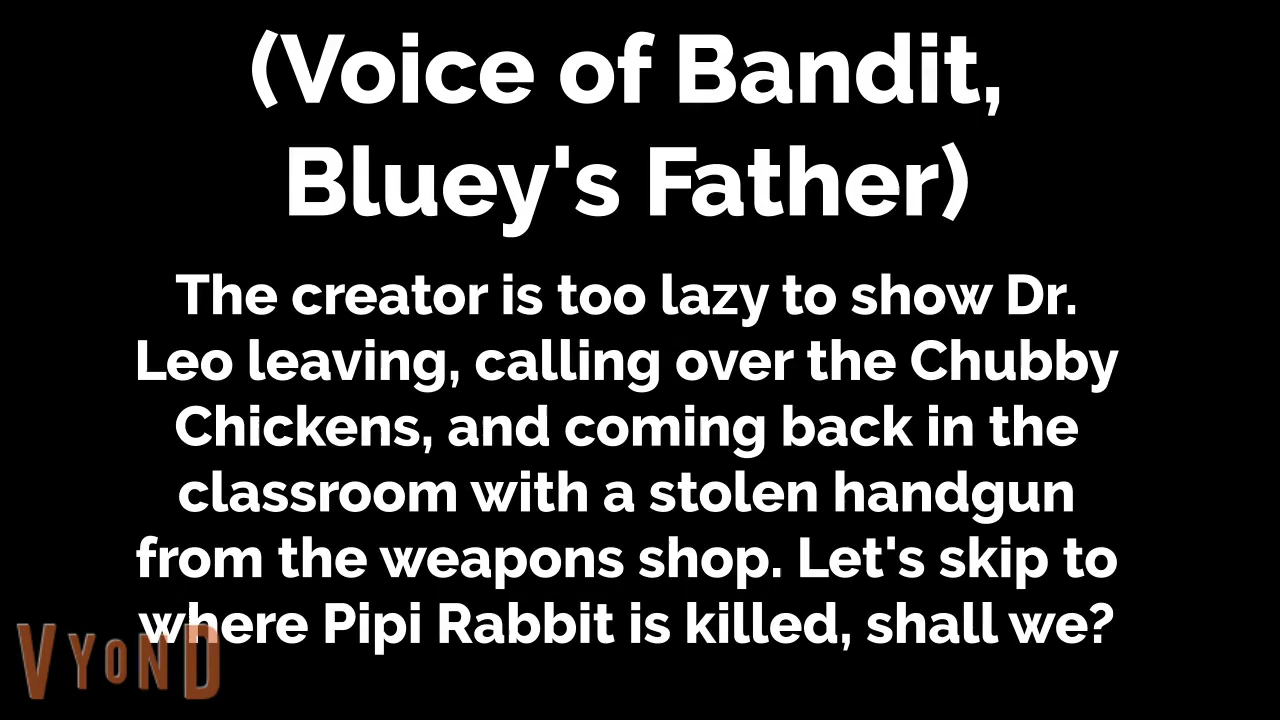 (Voice of Bandit,
Bluey's Father)
The creator is too lazy to show Dr.
Leo leaving, calling over the Chubby
Chickens, and coming back in the
classroom with a stolen handgun
from the weapons shop. Let's skip to
where Pipi Rabbit is killed, shall we?
VYOND